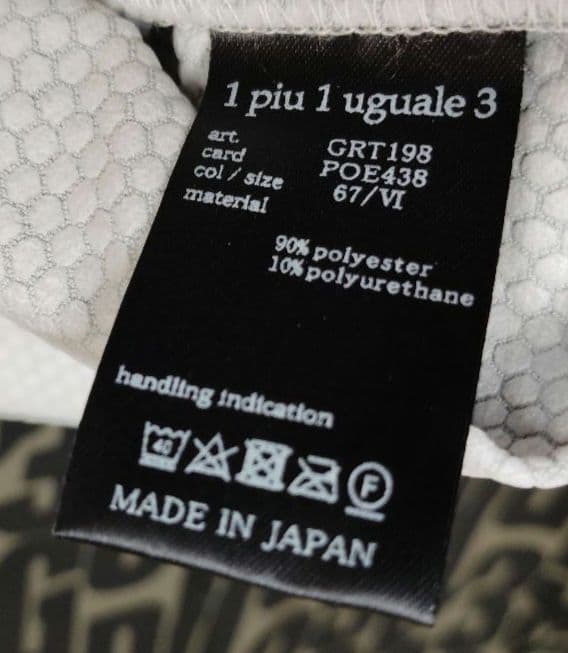 1 piu 1 uguale 3
art. GRT198
card POE438
col / size 67/VI
material
90% polyester
10% polyurethane
handling indication
40 F
MADE IN JAPAN